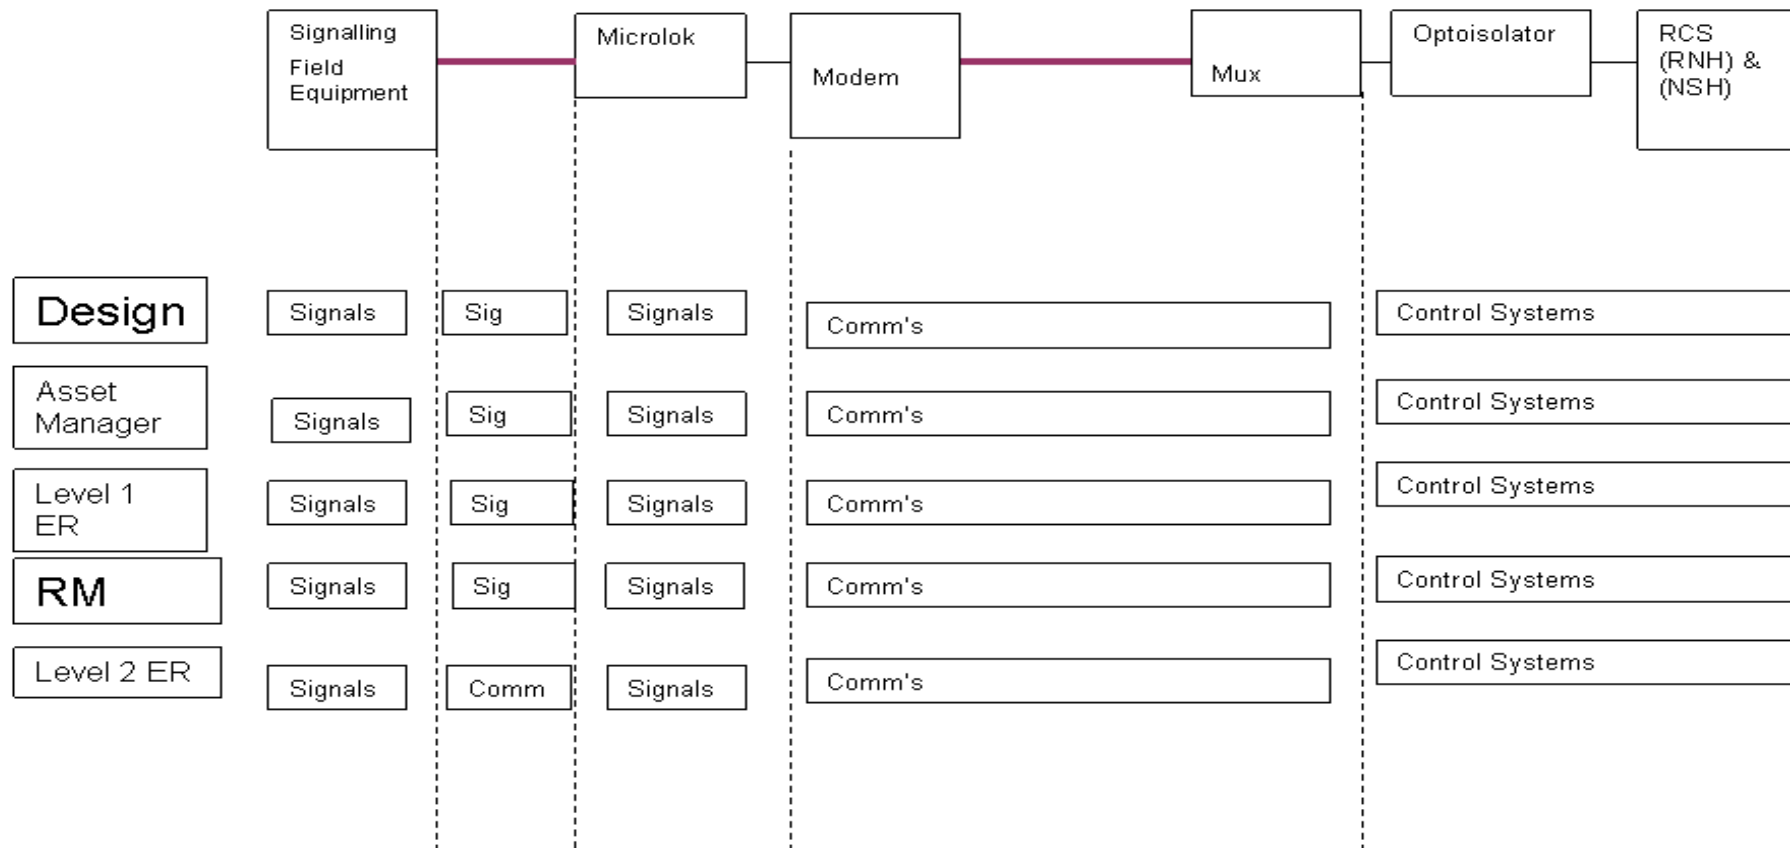 Signalling
Field
Equipment
Microlok
Modem
Mux
Optoisolator
RCS
(RNH) &
(NSH)
Design
Signals
Sig
Signals
Comm's
Control Systems
Asset
Manager
Signals
Sig
Signals
Comm's
Control Systems
Level 1
ER
Signals
Sig
Signals
Comm's
Control Systems
RM
Signals
Sig
Signals
Comm's
Control Systems
Level 2 ER
Signals
Comm
Signals
Comm's
Control Systems